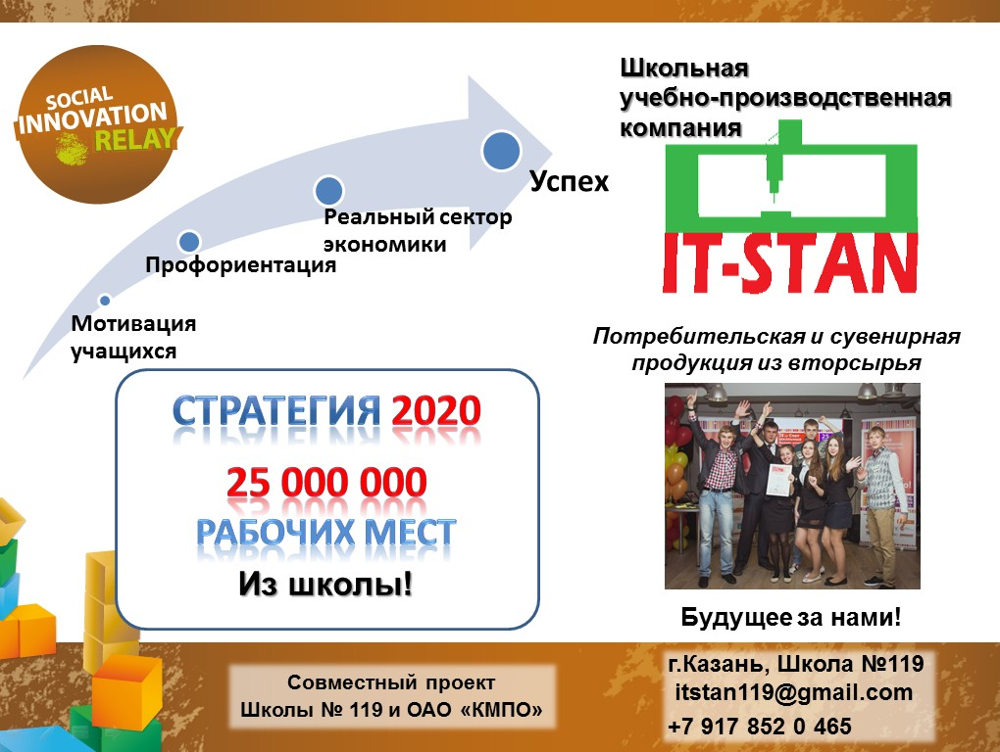 SOCIAL
INNOVATION
RELAY
Школьная
учебно-производственная
компания
IT-STAN
Успех
Реальный сектор
экономики
Профориентация
Мотивация
учащихся
Потребительская и сувенирная
продукция из вторсырья
СТРАТЕГИЯ 2020
25 000 000
РАБОЧИХ МЕСТ
Из школы!
Будущее за нами!
Совместный проект
Школы № 119 и ОАО «КМПО»
г.Казань, Школа №119
itstan119@gmail.com
+7 917 852 0 465